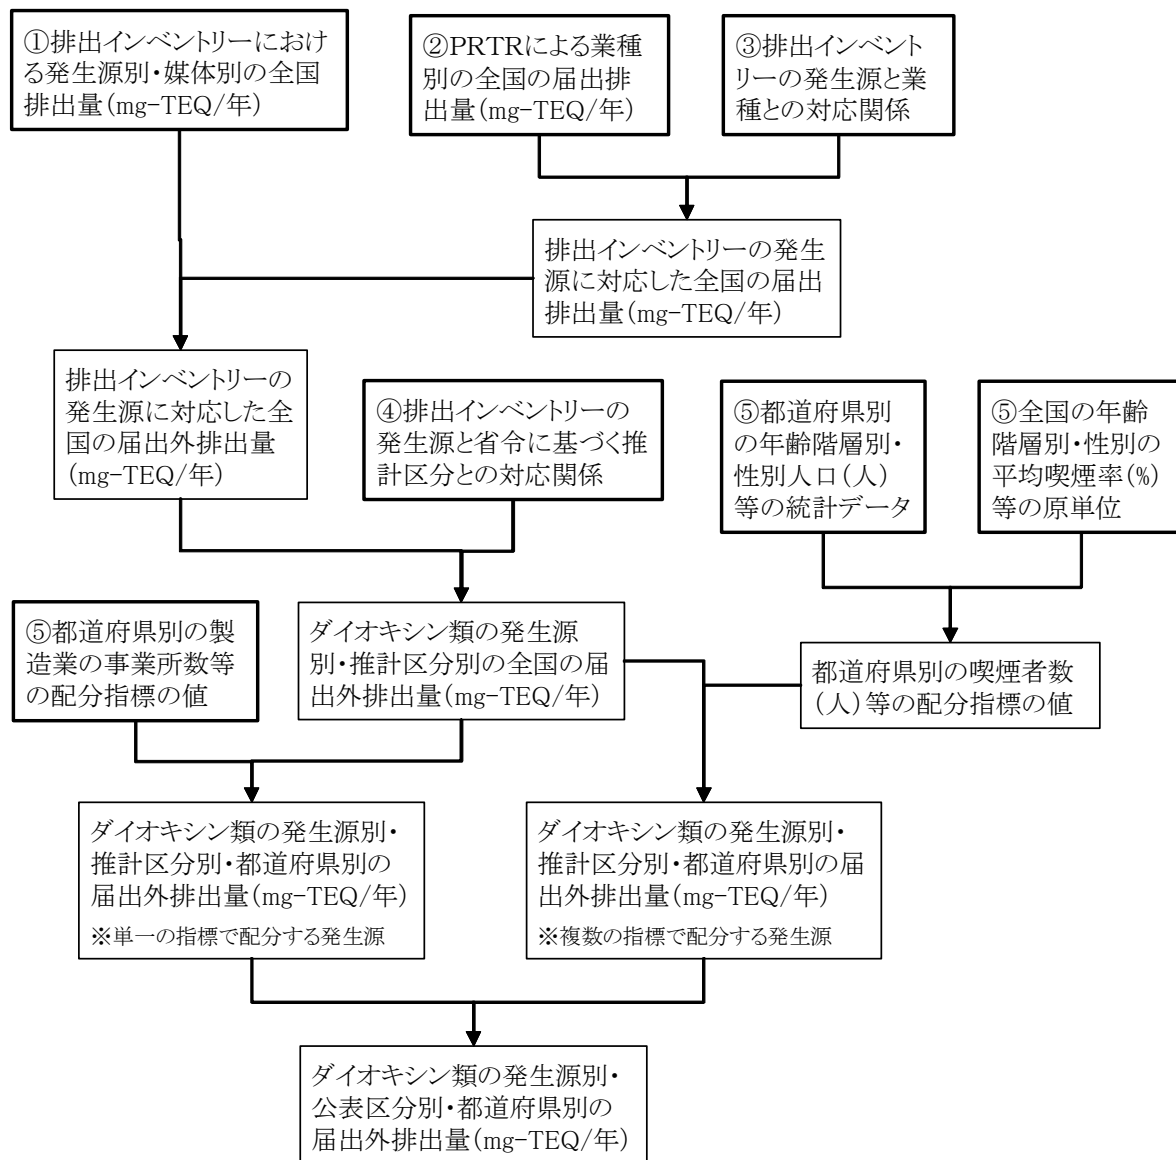 ①排出インベントリーにおけ
る発生源別・媒体別の全国
排出量(mg-TEQ/年)
②PRTRによる業種
別の全国の届出排
出量(mg-TEQ/年)
③排出インベント
リーの発生源と業
種との対応関係
排出インベントリーの発生
源に対応した全国の届出
排出量(mg-TEQ/年)
排出インベントリーの
発生源に対応した全
国の届出外排出量
(mg-TEQ/年)
④排出インベントリーの
発生源と省令に基づく推
計区分との対応関係
⑤都道府県別
の年齢階層別・
性別人口(人)
等の統計データ
⑤全国の年齢
階層別・性別の
平均喫煙率(%)
等の原単位
⑤都道府県別の製
造業の事業所数等
の配分指標の値
ダイオキシン類の発生源
別・推計区分別の全国の届
出外排出量(mg-TEQ/年)
都道府県別の喫煙者数
(人)等の配分指標の値
ダイオキシン類の発生源別・
推計区分別・都道府県別の
届出外排出量(mg-TEQ/年)
※単一の指標で配分する発生源
ダイオキシン類の発生源別・
推計区分別・都道府県別の届
出外排出量(mg-TEQ/年)
※複数の指標で配分する発生源
ダイオキシン類の発生源別・
公表区分別・都道府県別の
届出外排出量(mg-TEQ/年)